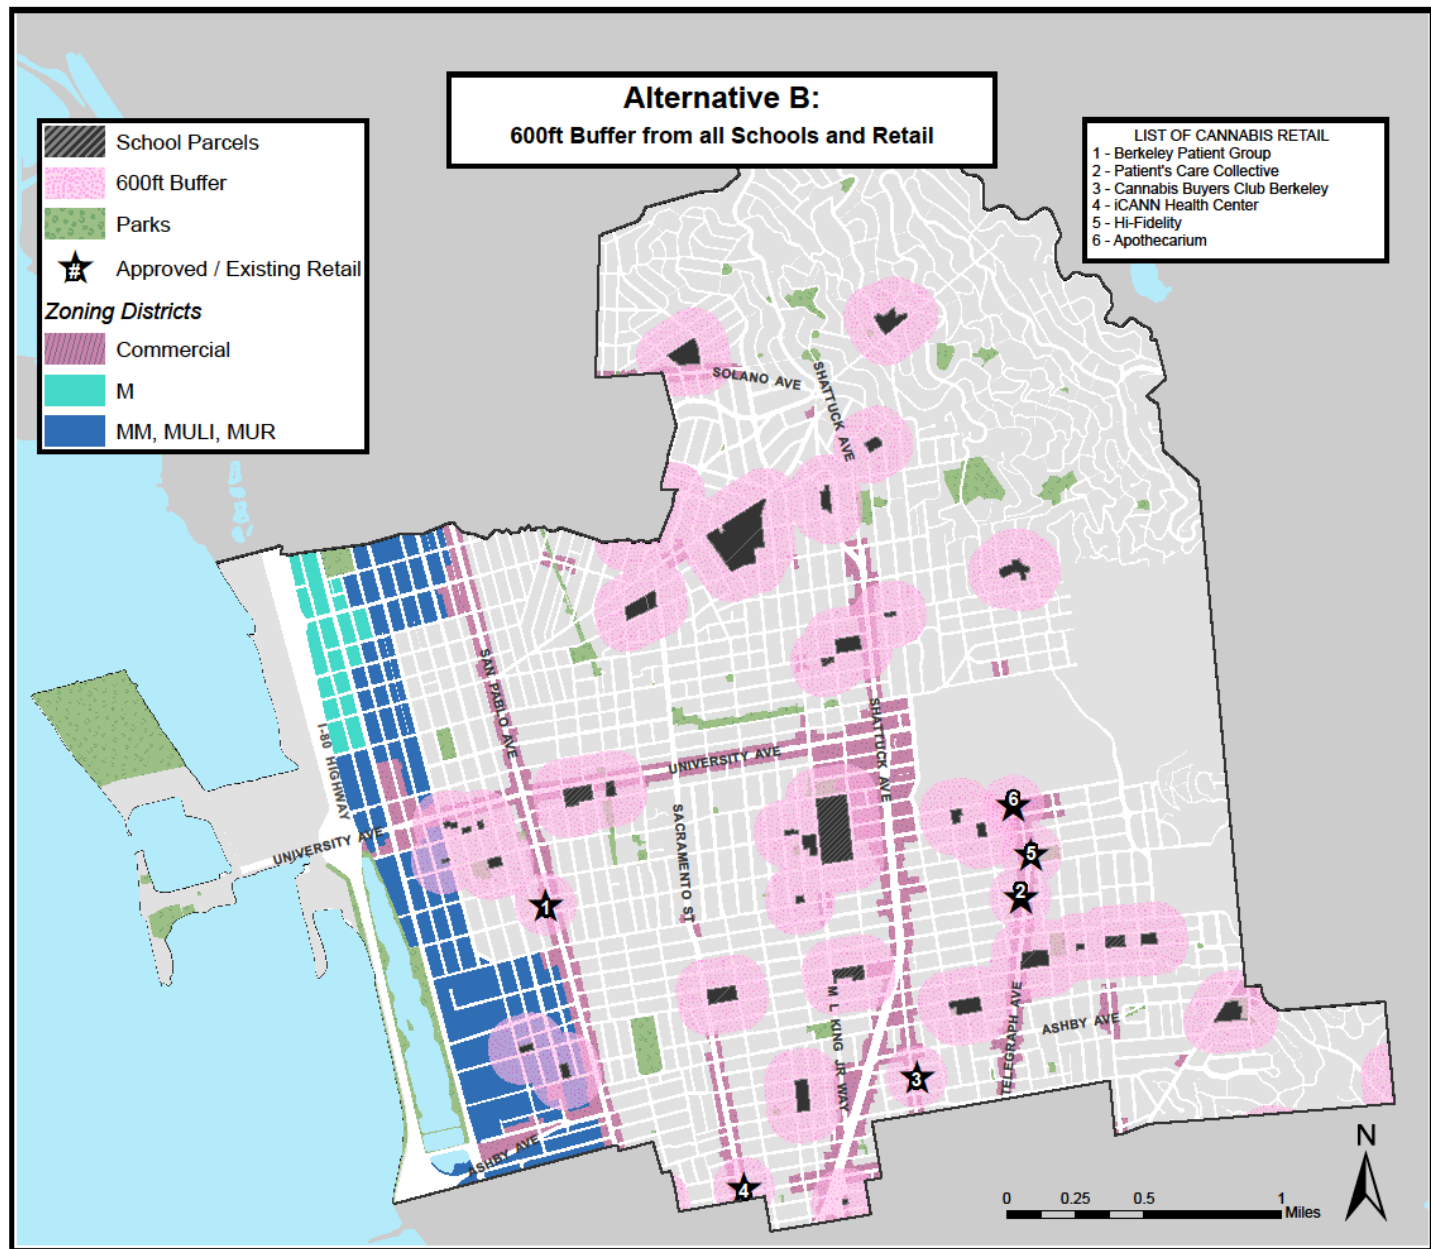 Alternative B:
600ft Buffer from all Schools and Retail
School Parcels
600ft Buffer
Parks
# Approved / Existing Retail
Zoning Districts
Commercial
M
MM, MULI, MUR
LIST OF CANNABIS RETAIL
1 - Berkeley Patient Group
2 - Patient's Care Collective
3 - Cannabis Buyers Club Berkeley
4 - iCANN Health Center
5 - Hi-Fidelity
6 - Apothecarium
SOLANO AVE
SHATTUCK AVE
SAN PABLO AVE
I-80 HIGHWAY
UNIVERSITY AVE
SHATTUCK AVE
UNIVERSITY AVE
SACRAMENTO ST
6
5
2
1
M L KING JR WAY
TELEGRAPH AVE
ASHBY AVE
3
ASHBY AVE
4
N
0 0.25 0.5 1
Miles